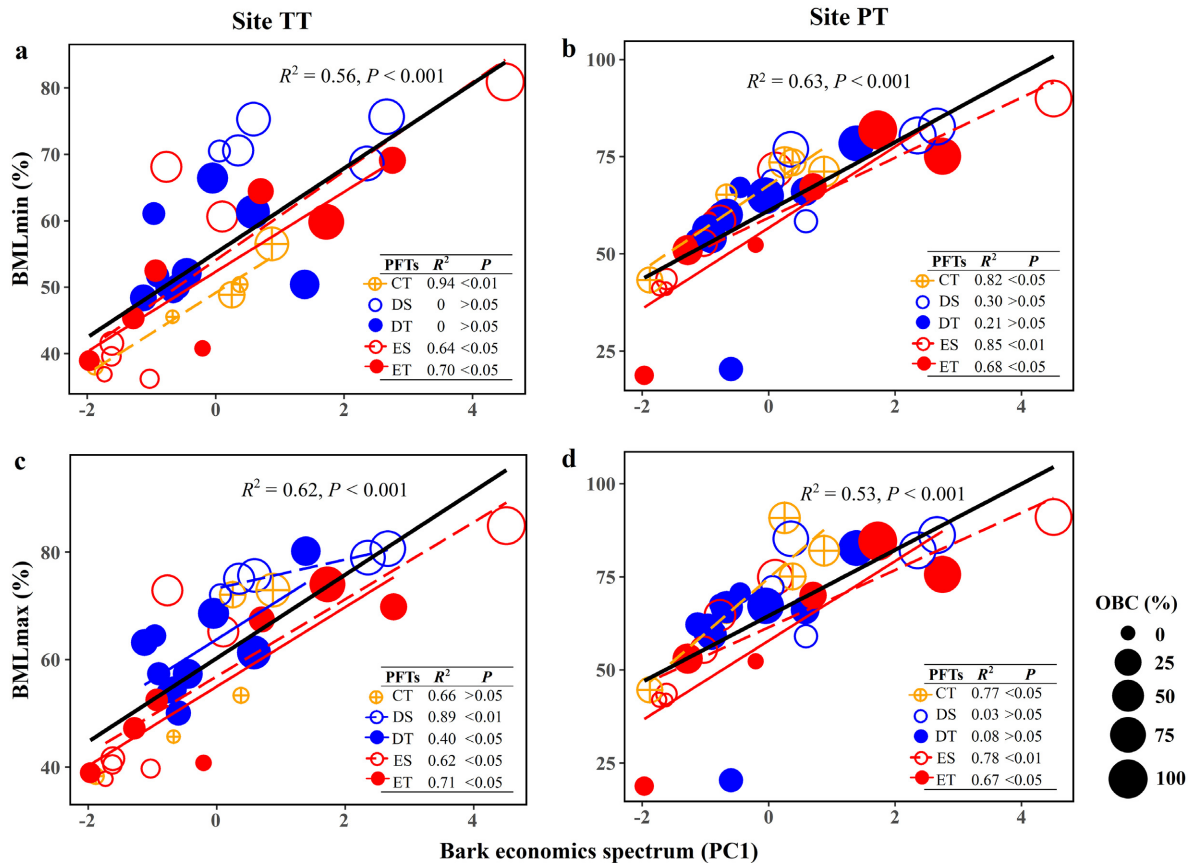 Site TT
Site PT
a
R² = 0.56, P < 0.001
BMLmin (%)
80
70
60
50
40
-2 0 2 4
PFTs R² P
CT 0.94 <0.01
DS 0 >0.05
DT 0 >0.05
ES 0.64 <0.05
ET 0.70 <0.05
b
R² = 0.63, P < 0.001
100
75
50
25
-2 0 2 4
PFTs R² P
CT 0.82 <0.05
DS 0.30 >0.05
DT 0.21 >0.05
ES 0.85 <0.01
ET 0.68 <0.05
c
R² = 0.62, P < 0.001
BMLmax (%)
80
60
40
-2 0 2 4
PFTs R² P
CT 0.66 >0.05
DS 0.89 <0.01
DT 0.40 <0.05
ES 0.62 <0.05
ET 0.71 <0.05
d
R² = 0.53, P < 0.001
100
75
50
25
-2 0 2 4
PFTs R² P
CT 0.77 <0.05
DS 0.03 >0.05
DT 0.08 >0.05
ES 0.78 <0.01
ET 0.67 <0.05
OBC (%)
0
25
50
75
100
Bark economics spectrum (PC1)